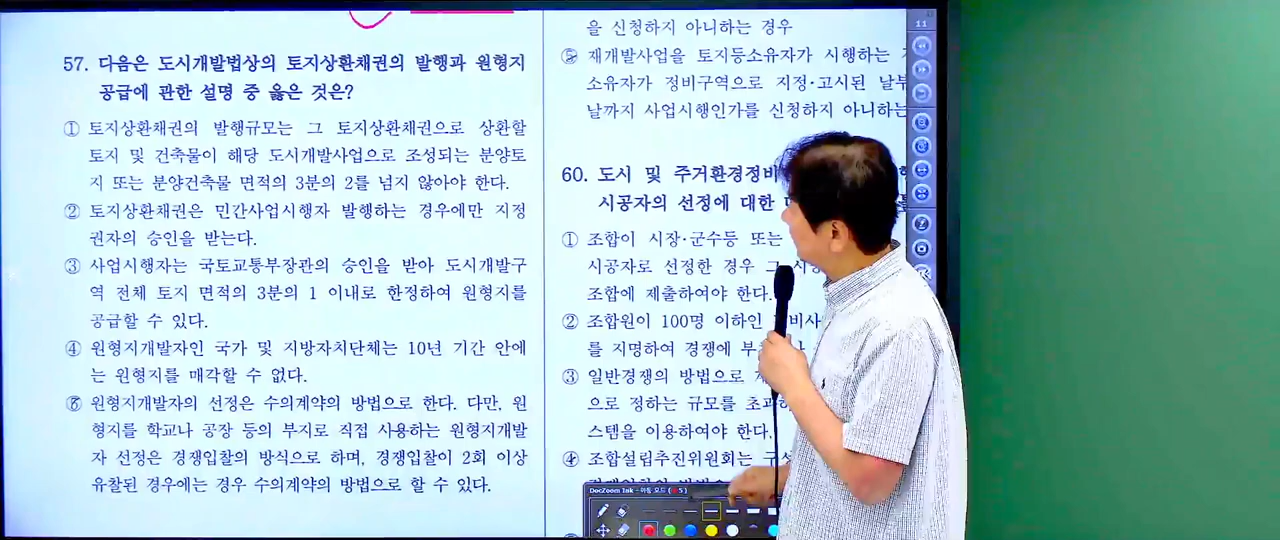 57. 다음은 도시개발법상의 토지상환채권의 발행과 원형지
공급에 관한 설명 중 옳은 것은?
① 토지상환채권의 발행규모는 그 토지상환채권으로 상환할
토지 및 건축물이 해당 도시개발사업으로 조성되는 분양토
지 또는 분양건축물 면적의 3분의 2를 넘지 않아야 한다.
② 토지상환채권은 민간사업시행자 발행하는 경우에만 지정
권자의 승인을 받는다.
③ 사업시행자는 국토교통부장관의 승인을 받아 도시개발구
역 전체 토지 면적의 3분의 1 이내로 한정하여 원형지를
공급할 수 있다.
④ 원형지개발자인 국가 및 지방자치단체는 10년 기간 안에
는 원형지를 매각할 수 없다.
⑤ 원형지개발자의 선정은 수의계약의 방법으로 한다. 다만, 원
형지를 학교나 공장 등의 부지로 직접 사용하는 원형지개발
자 선정은 경쟁입찰의 방식으로 하며, 경쟁입찰이 2회 이상
유찰된 경우에는 경우 수의계약의 방법으로 할 수 있다.
을 신청하지 아니하는 경우
⑤ 재개발사업을 토지등소유자가 시행하는
소유자가 정비구역으로 지정·고시된 날부
날까지 사업시행인가를 신청하지 아니하는
60. 도시 및 주거환경정비
시공자의 선정에 대한
① 조합이 시장·군수등 또는
시공자로 선정한 경우 그
조합에 제출하여야 한다.
② 조합원이 100명 이하인
를 지명하여 경쟁에
③ 일반경쟁의 방법으로
으로 정하는 규모를 초과
스템을 이용하여야 한다.
④ 조합설립추진위원회는
11
DocZoom Ink - 마킹 모드